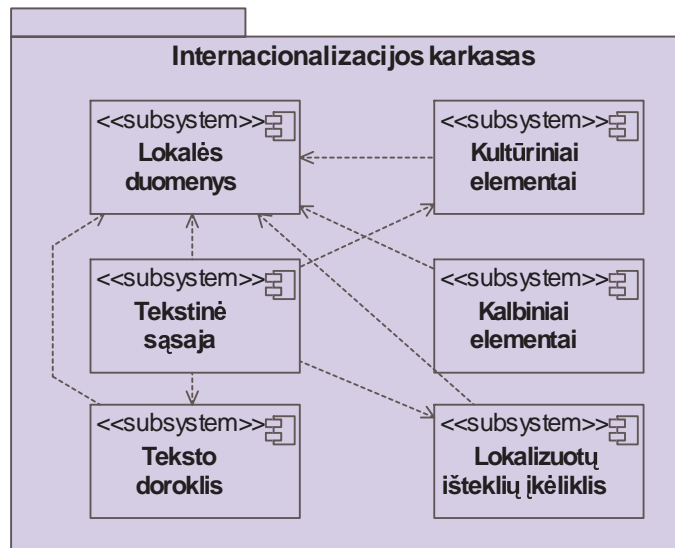 Internacionalizacijos karkasas
<<subsystem>>
Lokalės
duomenys
<<subsystem>>
Kultūriniai
elementai
<<subsystem>>
Tekstinė
sąsaja
<<subsystem>>
Kalbiniai
elementai
<<subsystem>>
Teksto
doroklis
<<subsystem>>
Lokalizuotų
išteklių įkėliklis